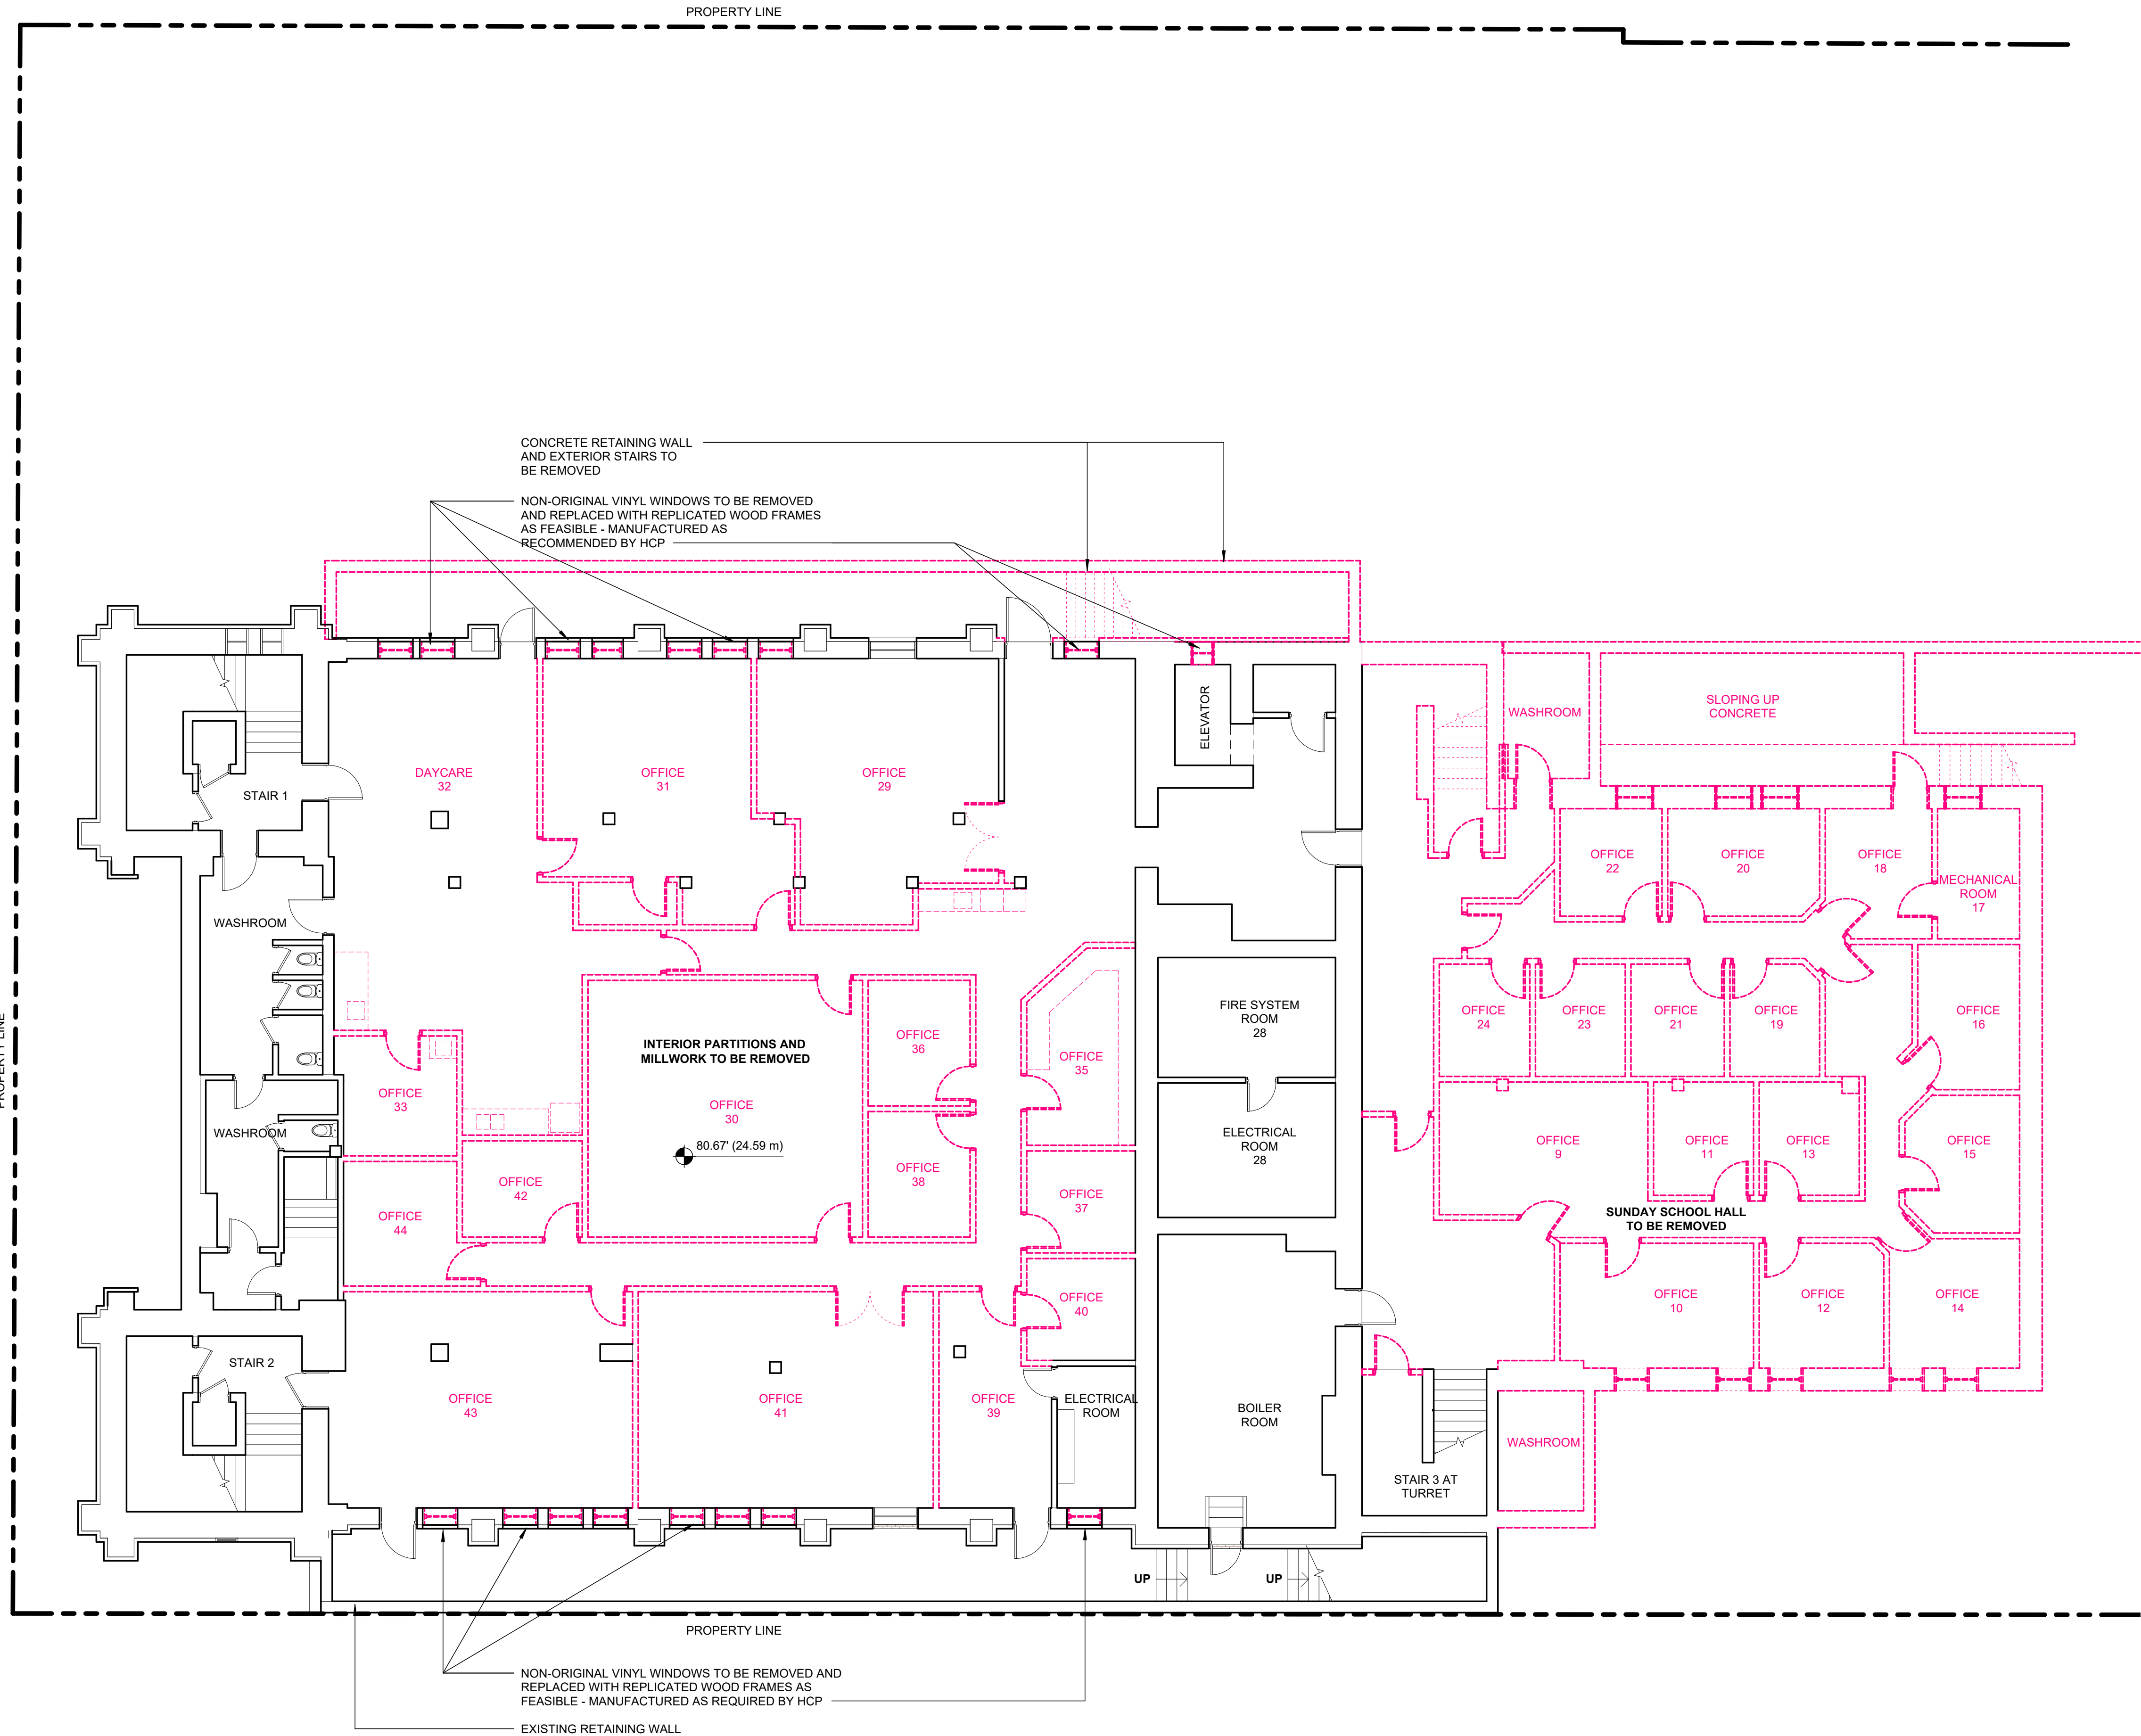 PROPERTY LINE
CONCRETE RETAINING WALL
AND EXTERIOR STAIRS TO
BE REMOVED
NON-ORIGINAL VINYL WINDOWS TO BE REMOVED
AND REPLACED WITH REPLICATED WOOD FRAMES
AS FEASIBLE - MANUFACTURED AS
RECOMMENDED BY HCP
ELEVATOR
WASHROOM
SLOPING UP
CONCRETE
STAIR 1
DAYCARE
32
OFFICE
31
OFFICE
29
OFFICE
22
OFFICE
20
OFFICE
18
MECHANICAL
ROOM
17
WASHROOM
PROPERTY LINE
FIRE SYSTEM
ROOM
28
OFFICE
24
OFFICE
23
OFFICE
21
OFFICE
19
OFFICE
16
INTERIOR PARTITIONS AND
MILLWORK TO BE REMOVED
OFFICE
36
OFFICE
35
OFFICE
33
OFFICE
30
80.67' (24.59 m)
WASHROOM
ELECTRICAL
ROOM
28
OFFICE
9
OFFICE
11
OFFICE
13
OFFICE
15
OFFICE
42
OFFICE
38
OFFICE
37
OFFICE
44
SUNDAY SCHOOL HALL
TO BE REMOVED
OFFICE
40
OFFICE
10
OFFICE
12
OFFICE
14
STAIR 2
OFFICE
43
OFFICE
41
OFFICE
39
ELECTRICAL
ROOM
BOILER
ROOM
WASHROOM
STAIR 3 AT
TURRET
UP
UP
PROPERTY LINE
NON-ORIGINAL VINYL WINDOWS TO BE REMOVED AND
REPLACED WITH REPLICATED WOOD FRAMES AS
FEASIBLE - MANUFACTURED AS REQUIRED BY HCP
EXISTING RETAINING WALL